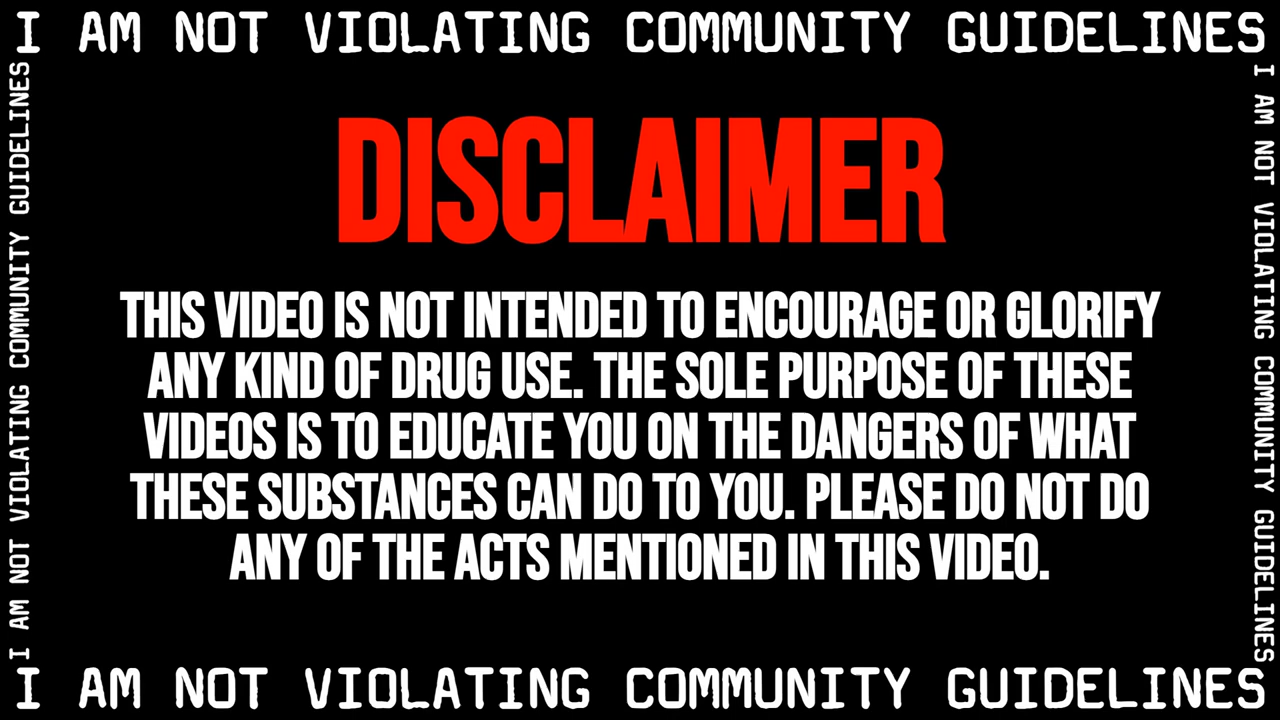 I AM NOT VIOLATING COMMUNITY GUIDELINES
I AM NOT VIOLATING COMMUNITY GUIDELINES
I AM NOT VIOLATING COMMUNITY GUIDELINES
DISCLAIMER
THIS VIDEO IS NOT INTENDED TO ENCOURAGE OR GLORIFY
ANY KIND OF DRUG USE. THE SOLE PURPOSE OF THESE
VIDEOS IS TO EDUCATE YOU ON THE DANGERS OF WHAT
THESE SUBSTANCES CAN DO TO YOU. PLEASE DO NOT DO
ANY OF THE ACTS MENTIONED IN THIS VIDEO.
I AM NOT VIOLATING COMMUNITY GUIDELINES